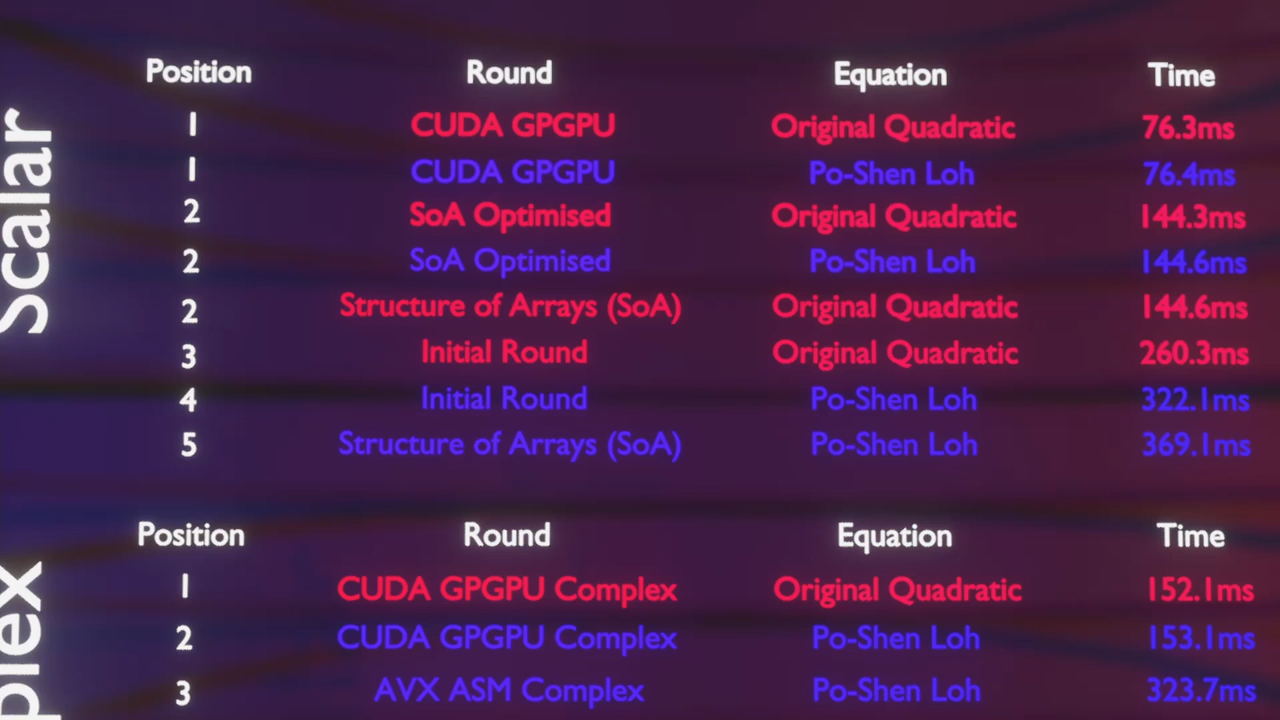 Scalar
Position Round Equation Time
1 CUDA GPGPU Original Quadratic 76.3ms
1 CUDA GPGPU Po-Shen Loh 76.4ms
2 SoA Optimised Original Quadratic 144.3ms
2 SoA Optimised Po-Shen Loh 144.6ms
2 Structure of Arrays (SoA) Original Quadratic 144.6ms
3 Initial Round Original Quadratic 260.3ms
4 Initial Round Po-Shen Loh 322.1ms
5 Structure of Arrays (SoA) Po-Shen Loh 369.1ms
plex
Position Round Equation Time
1 CUDA GPGPU Complex Original Quadratic 152.1ms
2 CUDA GPGPU Complex Po-Shen Loh 153.1ms
3 AVX ASM Complex Po-Shen Loh 323.7ms